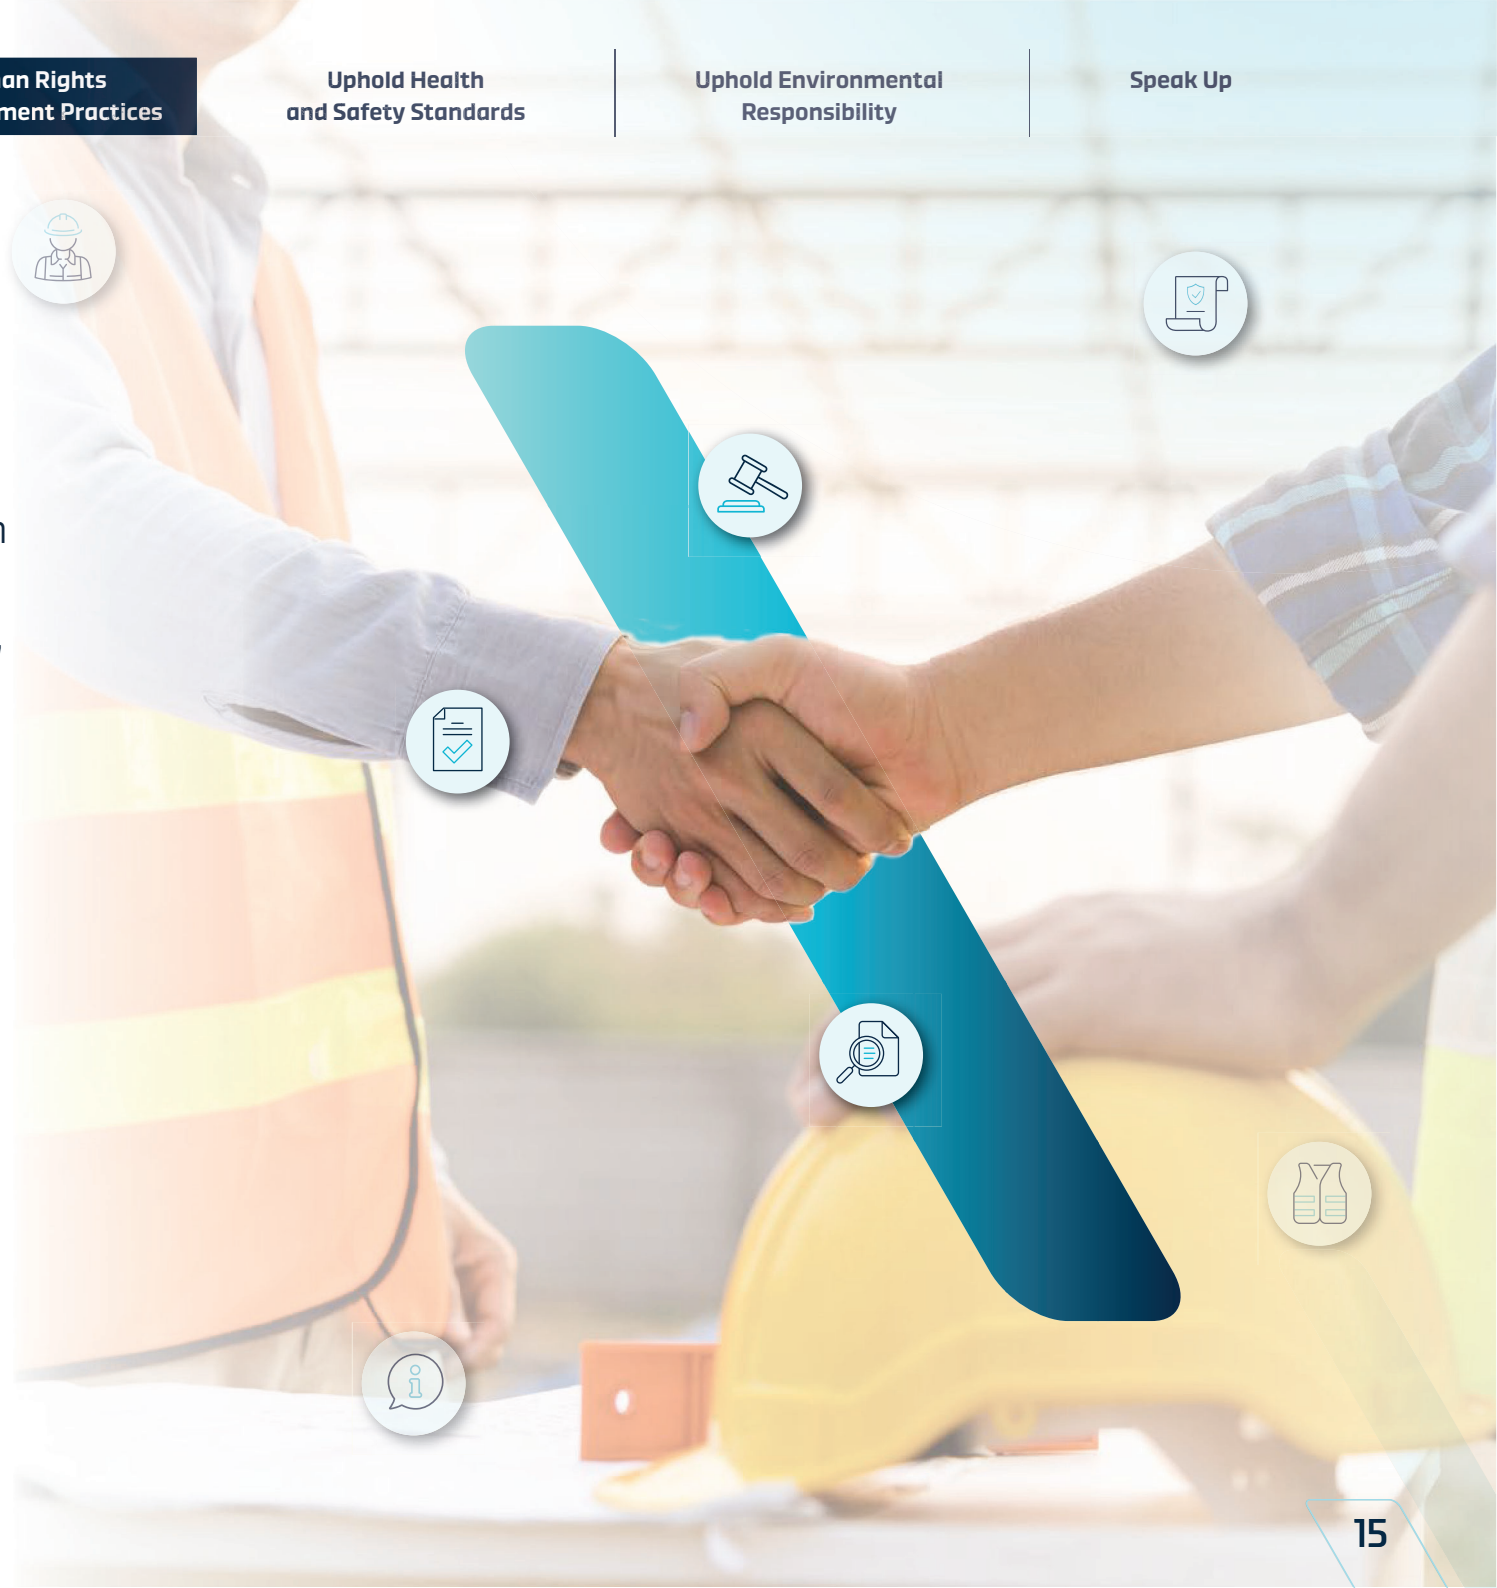 an Rights
ment Practices
Uphold Health
and Safety Standards
Uphold Environmental
Responsibility
Speak Up
n
15